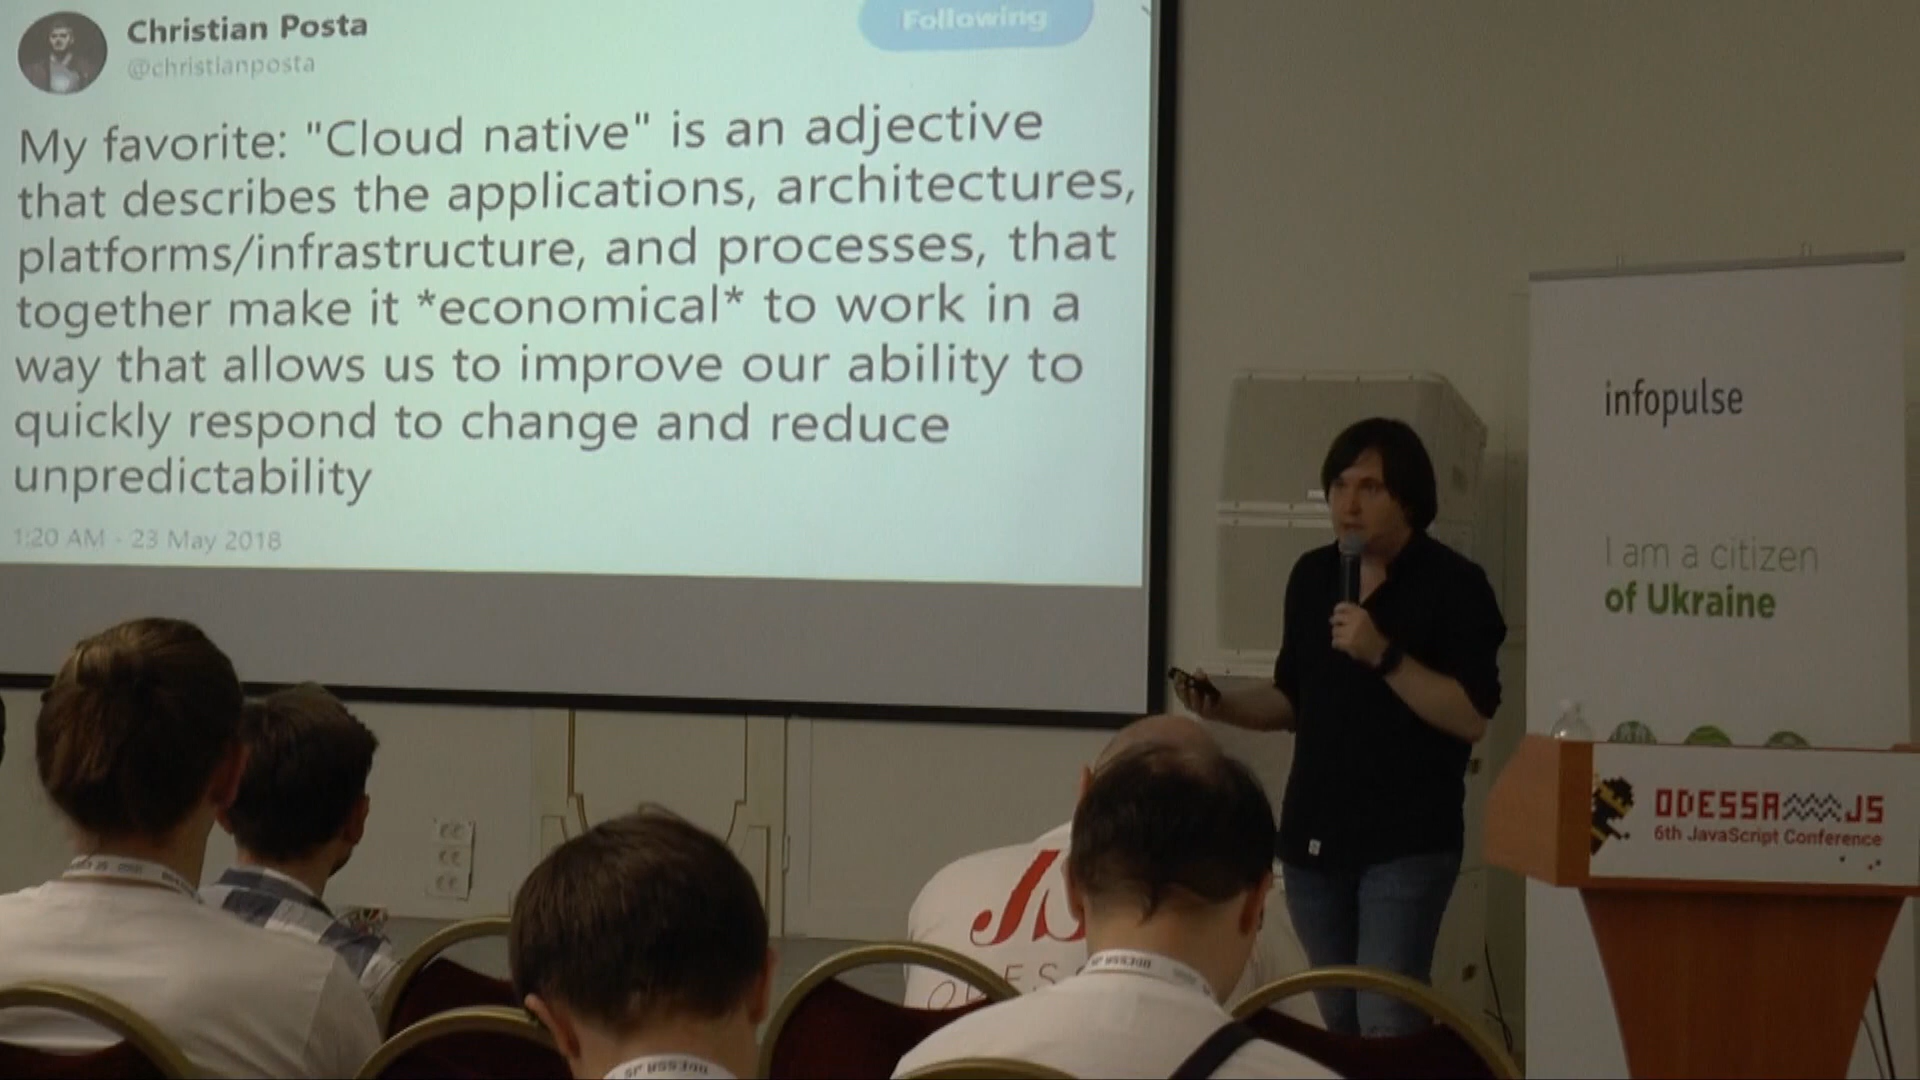 Christian Posta
@christianposta
Following
My favorite: "Cloud native" is an adjective
that describes the applications, architectures,
platforms/infrastructure, and processes, that
together make it *economical* to work in a
way that allows us to improve our ability to
quickly respond to change and reduce
unpredictability
1:20 AM - 23 May 2018
infopulse
I am a citizen
of Ukraine
ODESSA JS
6th JavaScript Conference
JS